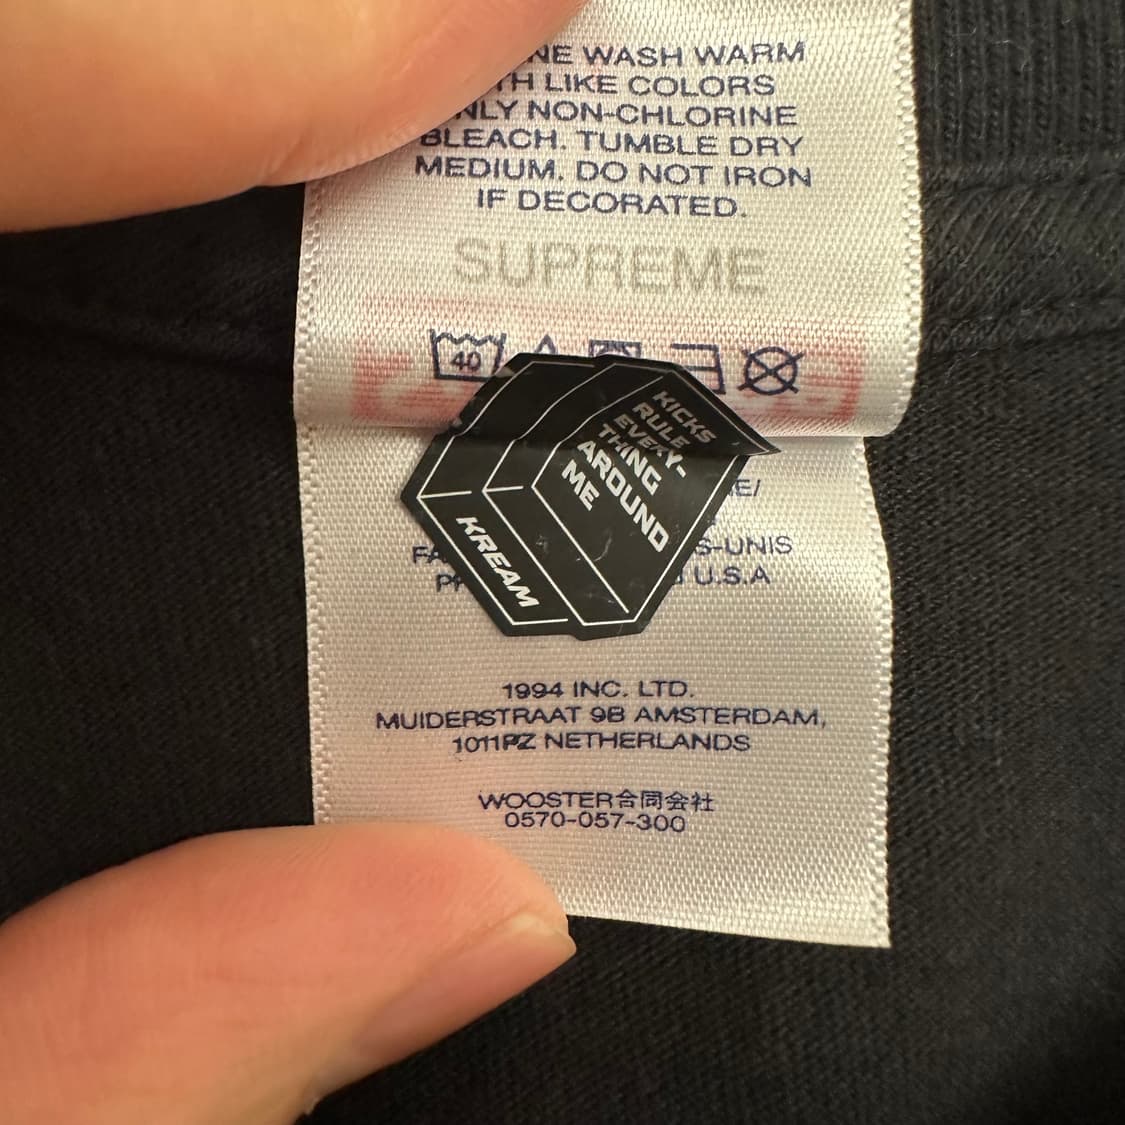 NE WASH WARM
TH LIKE COLORS
NLY NON-CHLORINE
BLEACH. TUMBLE DRY
MEDIUM. DO NOT IRON
IF DECORATED.
SUPREME
40
KICKS
RULE
EVERY-
THING
AROUND
ME
KREAM
E/
S-UNIS
U.S.A
1994 INC. LTD.
MUIDERSTRAAT 9B AMSTERDAM,
1011PZ NETHERLANDS
WOOSTER合同会社
0570-057-300